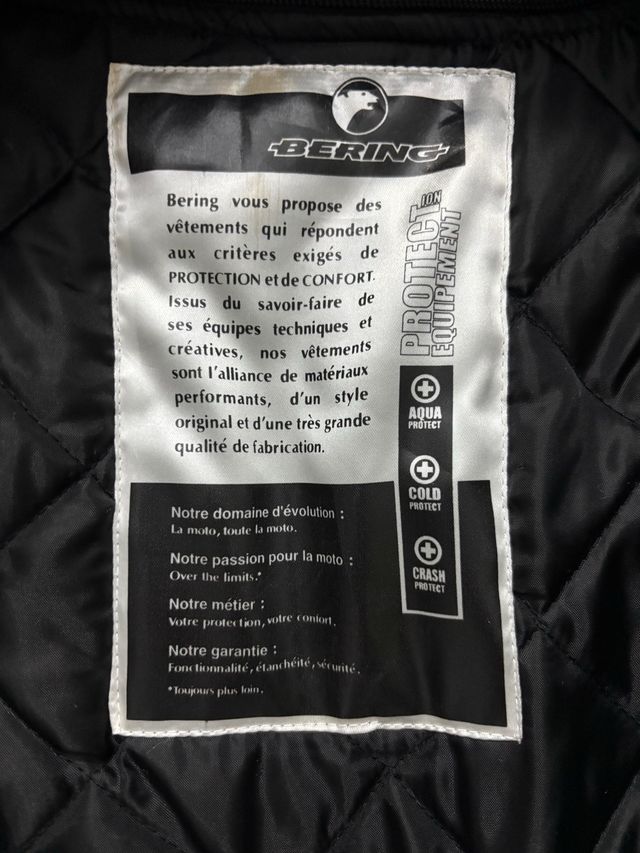 BERING
Bering vous propose des
vêtements qui répondent
aux critères exigés de
PROTECTION et de CONFORT.
Issus du savoir-faire de
ses équipes techniques et
créatives, nos vêtements
sont l'alliance de matériaux
performants, d'un style
original et d'une très grande
qualité de fabrication.
PROTECTION
EQUIPEMENT
AQUA
PROTECT
COLD
PROTECT
CRASH
PROTECT
Notre domaine d'évolution :
La moto, toute la moto.
Notre passion pour la moto :
Over the limits.*
Notre métier :
Votre protection, votre confort.
Notre garantie :
Fonctionnalité, étanchéité, sécurité.
*Toujours plus loin.